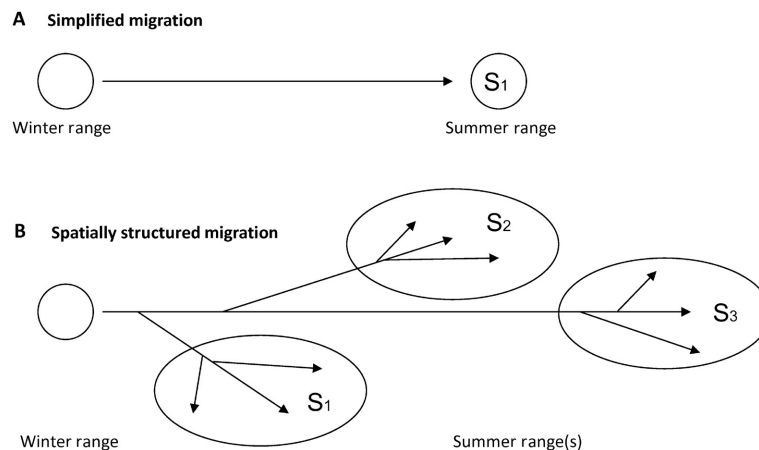 A Simplified migration
S1
Winter range Summer range
S2
B Spatially structured migration
S3
S1
Winter range Summer range(s)